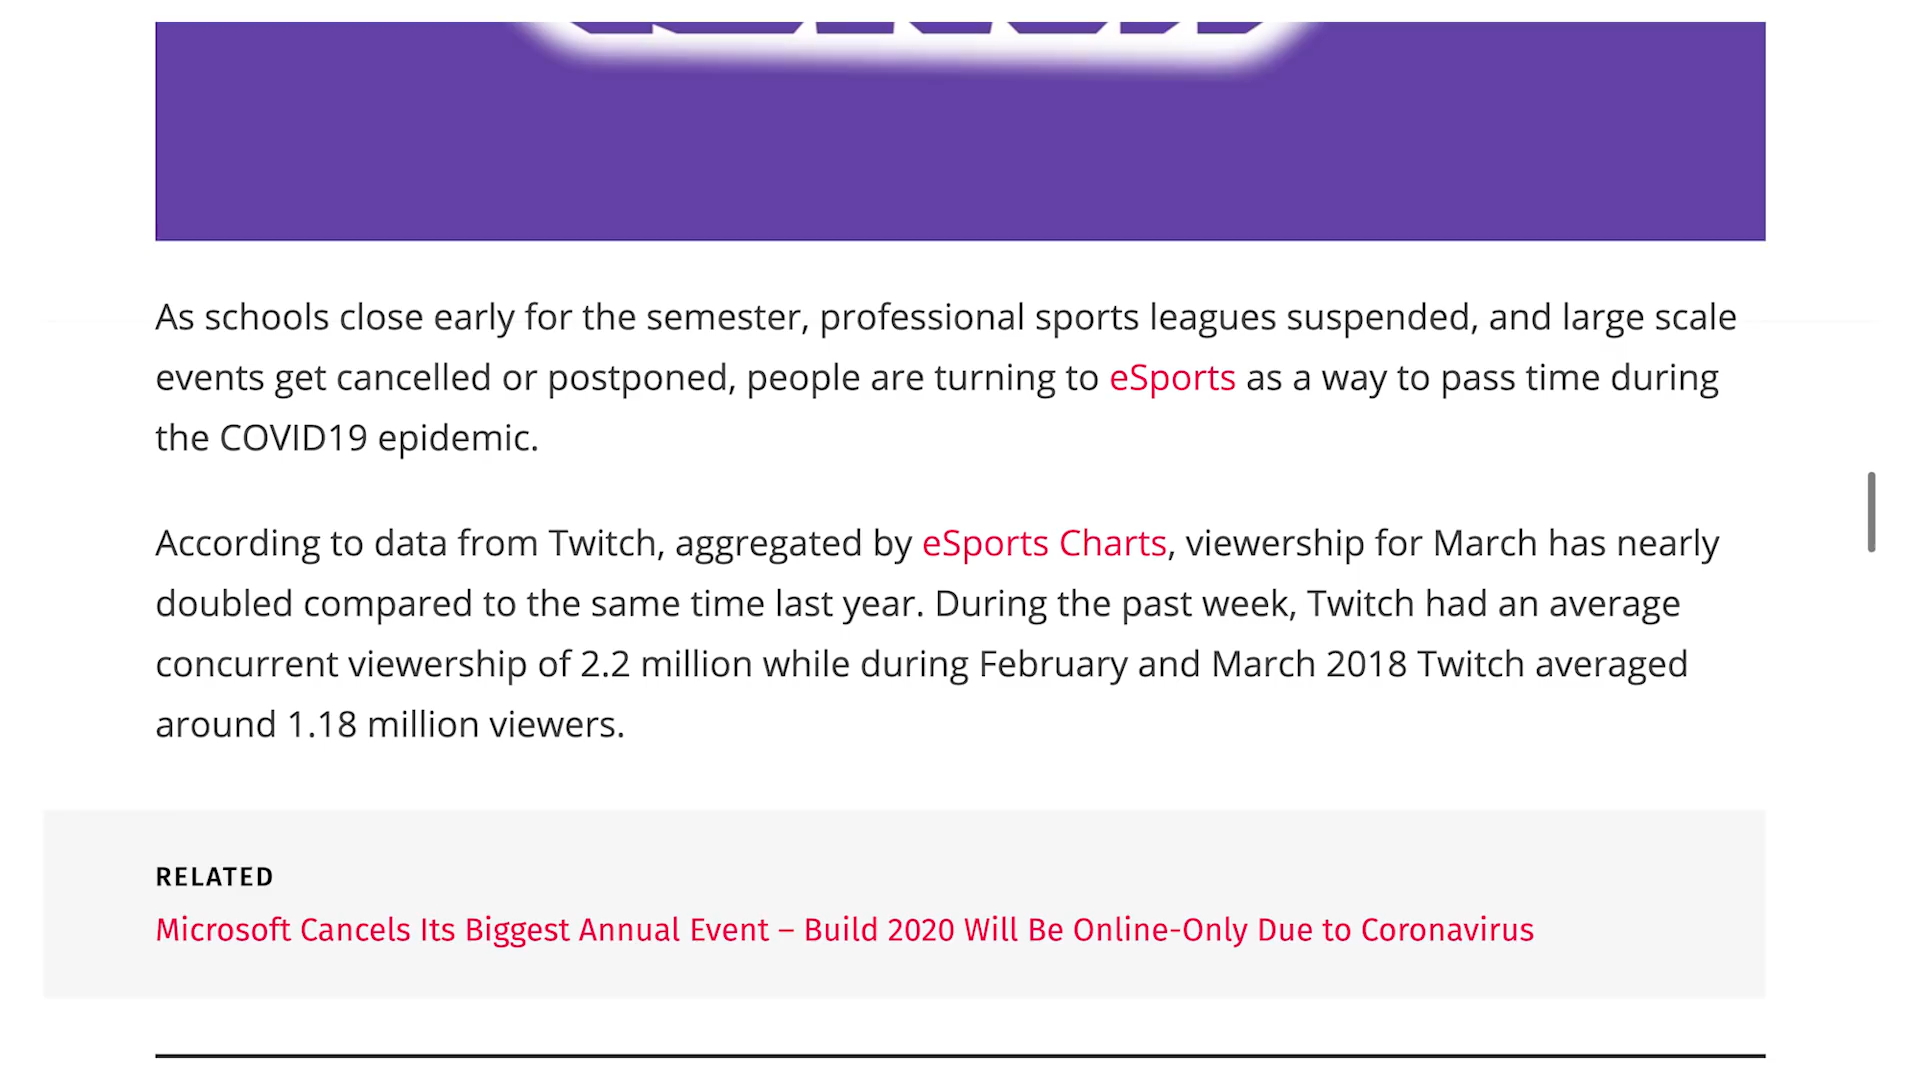 As schools close early for the semester, professional sports leagues suspended, and large scale
events get cancelled or postponed, people are turning to eSports as a way to pass time during
the COVID19 epidemic.
According to data from Twitch, aggregated by eSports Charts, viewership for March has nearly
doubled compared to the same time last year. During the past week, Twitch had an average
concurrent viewership of 2.2 million while during February and March 2018 Twitch averaged
around 1.18 million viewers.
RELATED
Microsoft Cancels Its Biggest Annual Event – Build 2020 Will Be Online-Only Due to Coronavirus